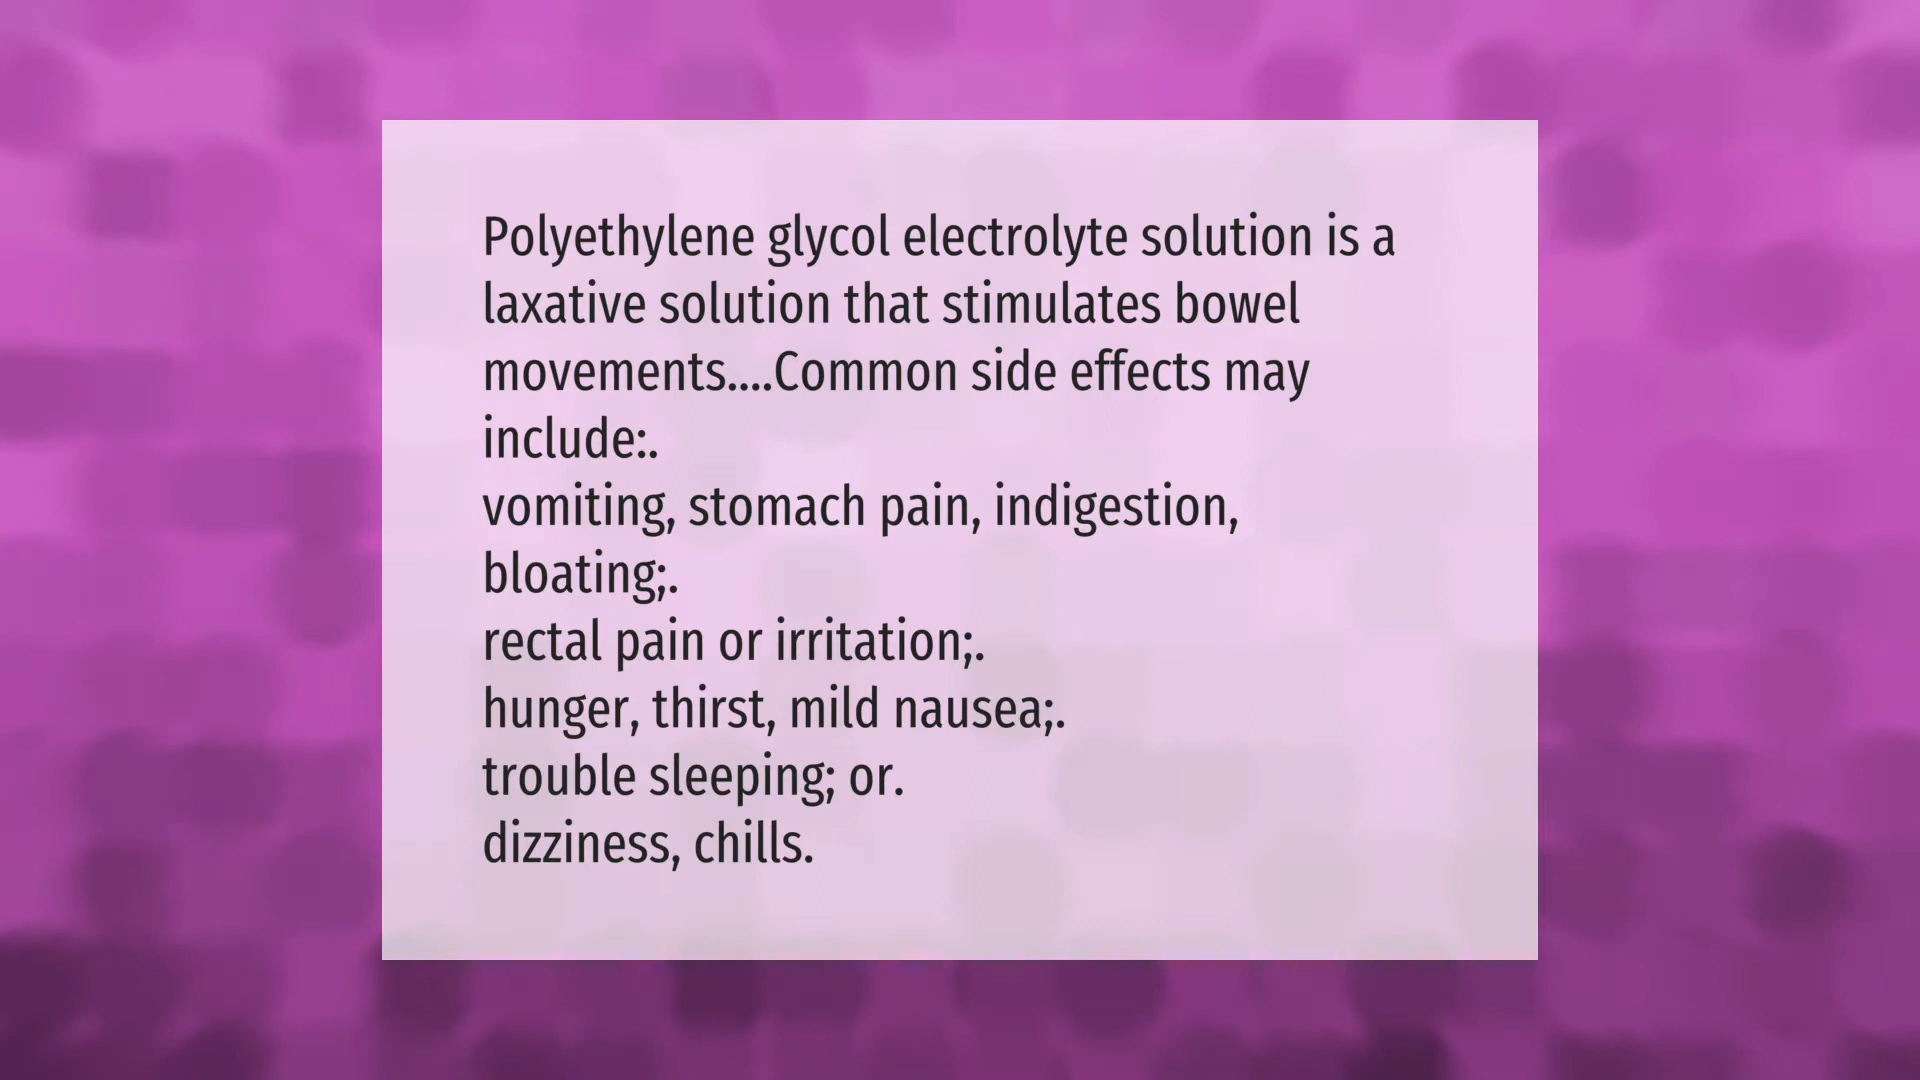 Polyethylene glycol electrolyte solution is a
laxative solution that stimulates bowel
movements....Common side effects may
include:.
vomiting, stomach pain, indigestion,
bloating;.
rectal pain or irritation;.
hunger, thirst, mild nausea;.
trouble sleeping; or.
dizziness, chills.